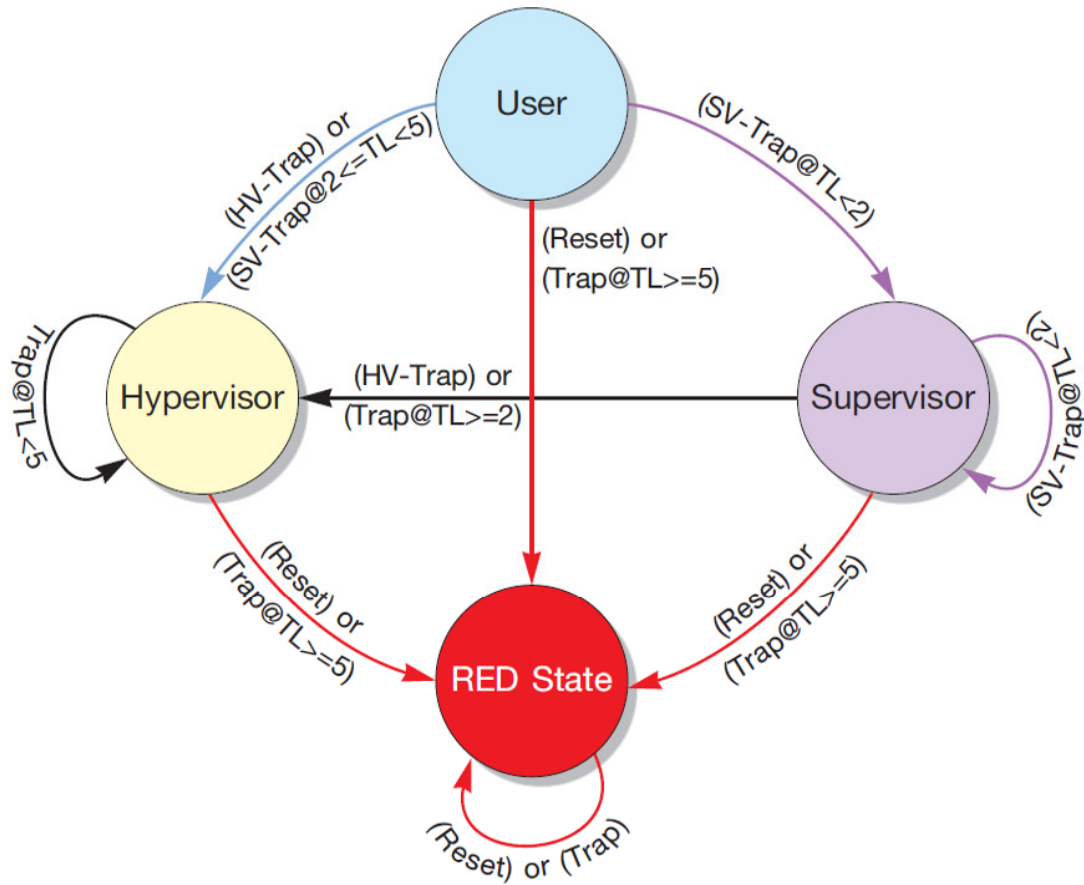 User
(HV-Trap) or
(SV-Trap@2<=TL<5)
(SV-Trap@TL<2)
(Reset) or
(Trap@TL>=5)
Trap@TL<5
Hypervisor
(HV-Trap) or
(Trap@TL>=2)
Supervisor
(SV-Trap@TL<2)
(Reset) or
(Trap@TL>=5)
(Reset) or
(Trap@TL>=5)
RED State
(Reset) or (Trap)